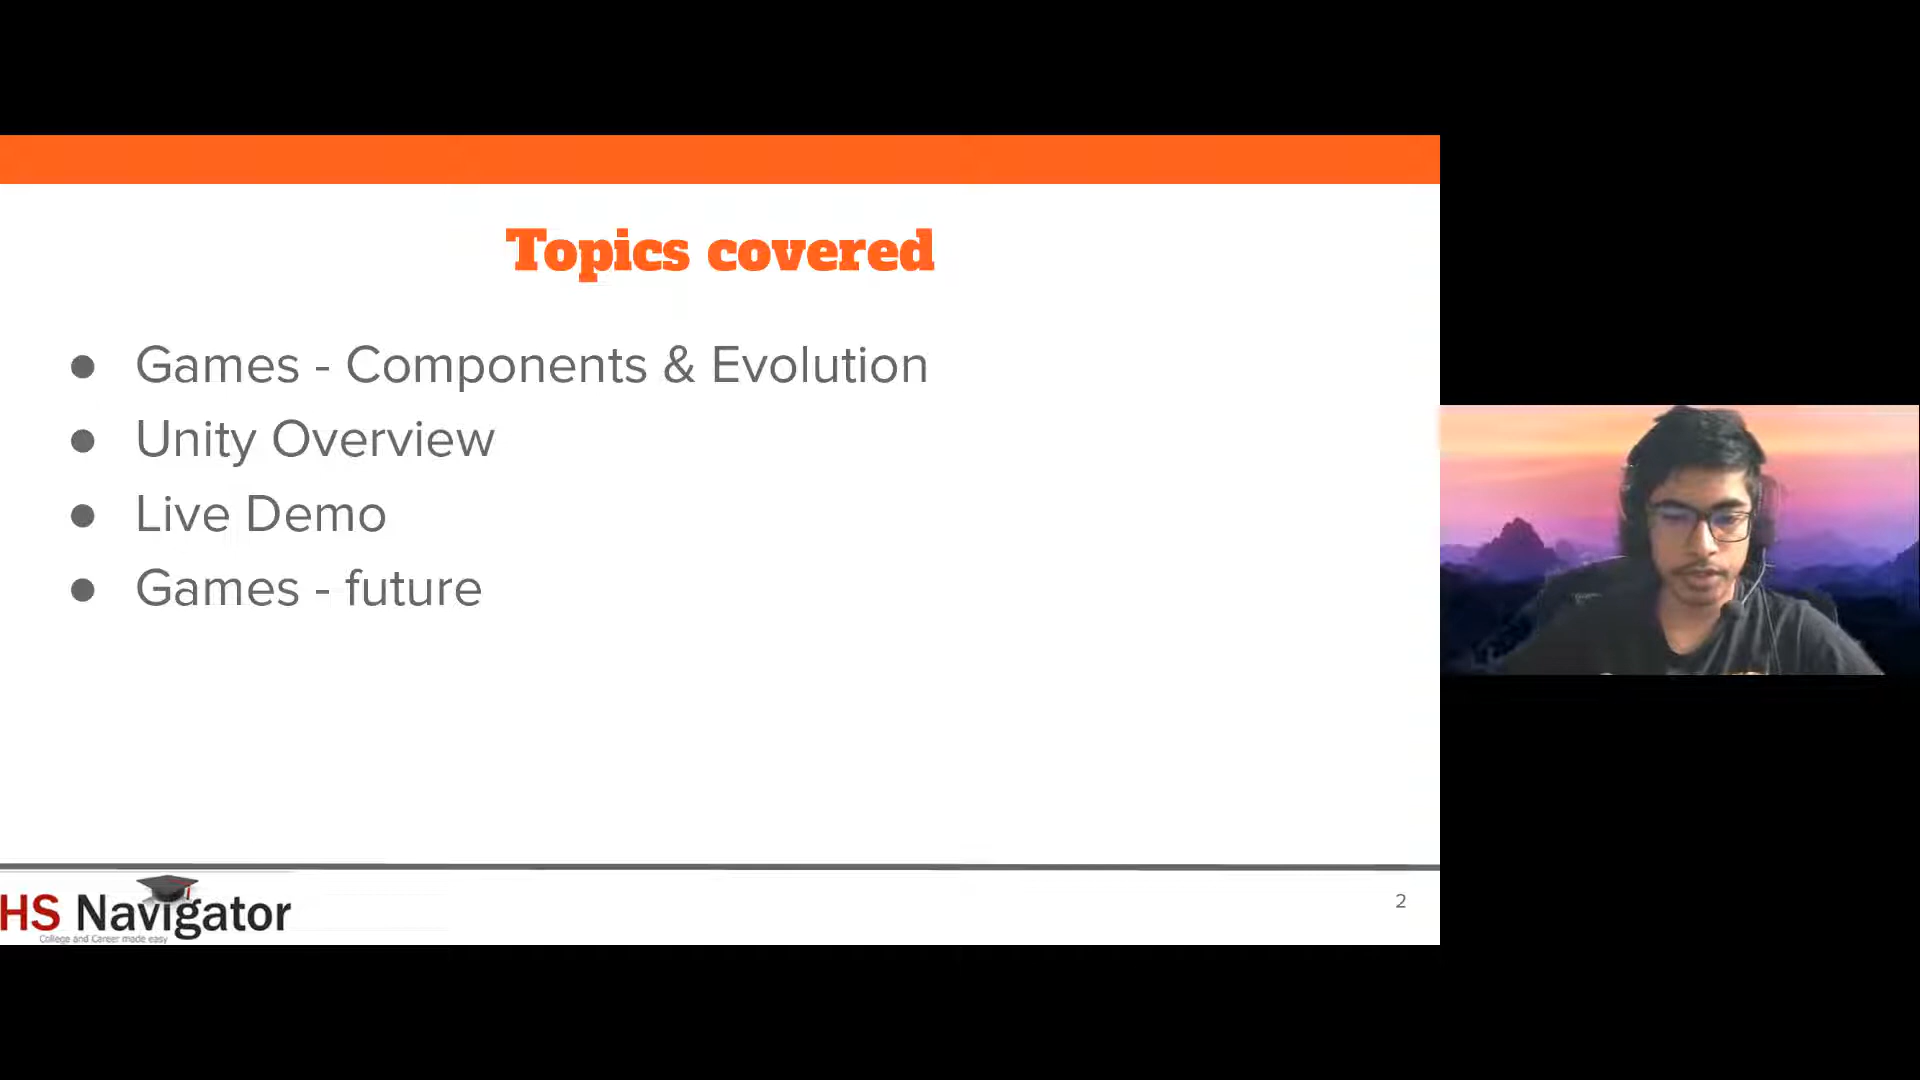 Topics covered
● Games - Components & Evolution
● Unity Overview
● Live Demo
● Games - future
HS Navigator
College and Career made easy
2